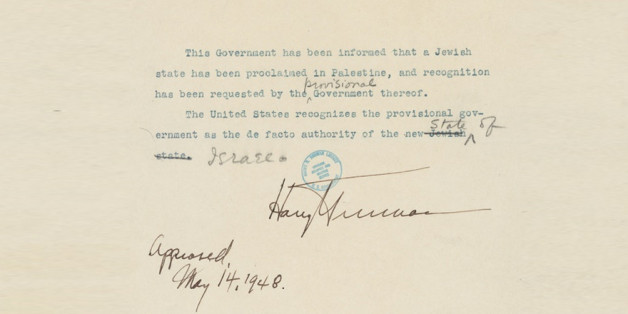 This Government has been informed that a Jewish
state has been proclaimed in Palestine, and recognition
provisional
has been requested by the Government thereof.
The United States recognizes the provisional gov-
State of
ernment as the de facto authority of the new Jewish
state. Israel.
Harry Truman
Approved,
May 14, 1948.